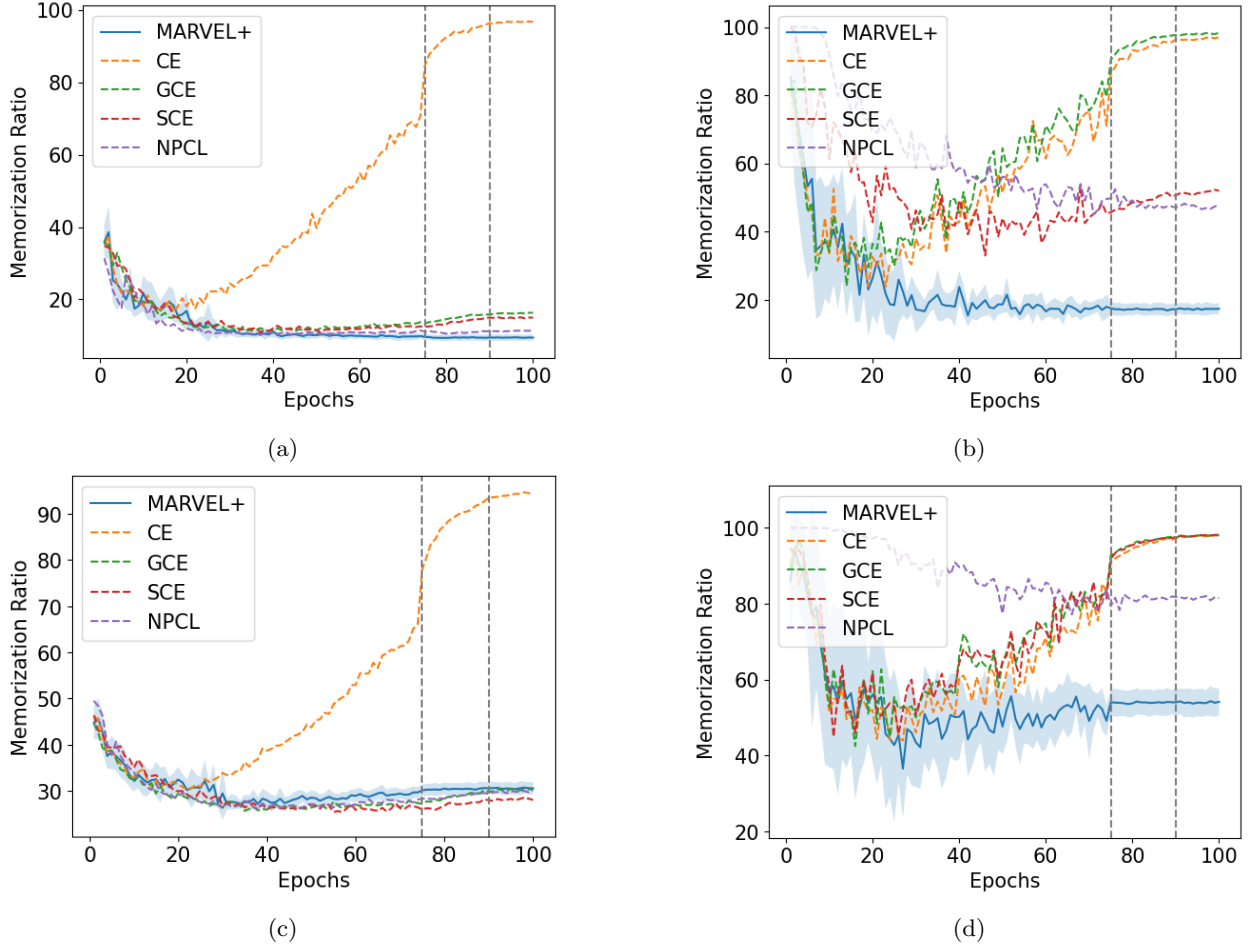 100
80
60
40
20
0 20 40 60 80 100
Memorization Ratio
Epochs
MARVEL+
CE
GCE
SCE
NPCL
(a)
100
80
60
40
20
0 20 40 60 80 100
Memorization Ratio
Epochs
MARVEL+
CE
GCE
SCE
NPCL
(b)
90
80
70
60
50
40
30
0 20 40 60 80 100
Memorization Ratio
Epochs
MARVEL+
CE
GCE
SCE
NPCL
(c)
100
80
60
40
20
0 20 40 60 80 100
Memorization Ratio
Epochs
MARVEL+
CE
GCE
SCE
NPCL
(d)